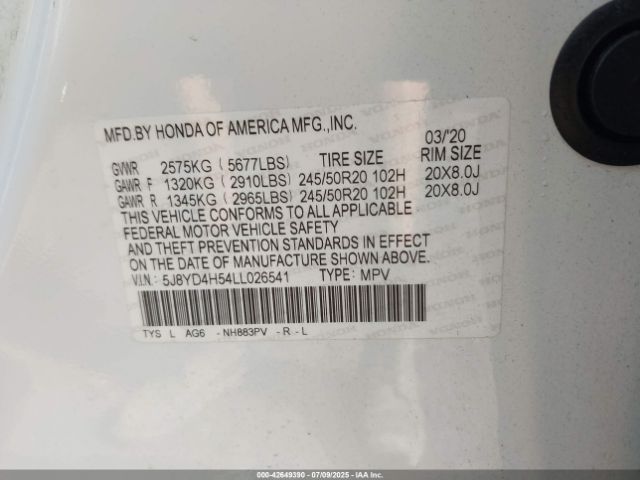 MFD.BY HONDA OF AMERICA MFG.,INC.
03/'20
GVWR 2575KG ( 5677LBS) TIRE SIZE RIM SIZE
GAWR F 1320KG ( 2910LBS) 245/50R20 102H 20X8.0J
GAWR R 1345KG ( 2965LBS) 245/50R20 102H 20X8.0J
THIS VEHICLE CONFORMS TO ALL APPLICABLE
FEDERAL MOTOR VEHICLE SAFETY
AND THEFT PREVENTION STANDARDS IN EFFECT
ON THE DATE OF MANUFACTURE SHOWN ABOVE.
V.I.N.: 5J8YD4H54LL026541 TYPE: MPV
TYS L AG6 -NH883PV -R-L
000-42649390 - 07/09/2025 - IAAI.COM